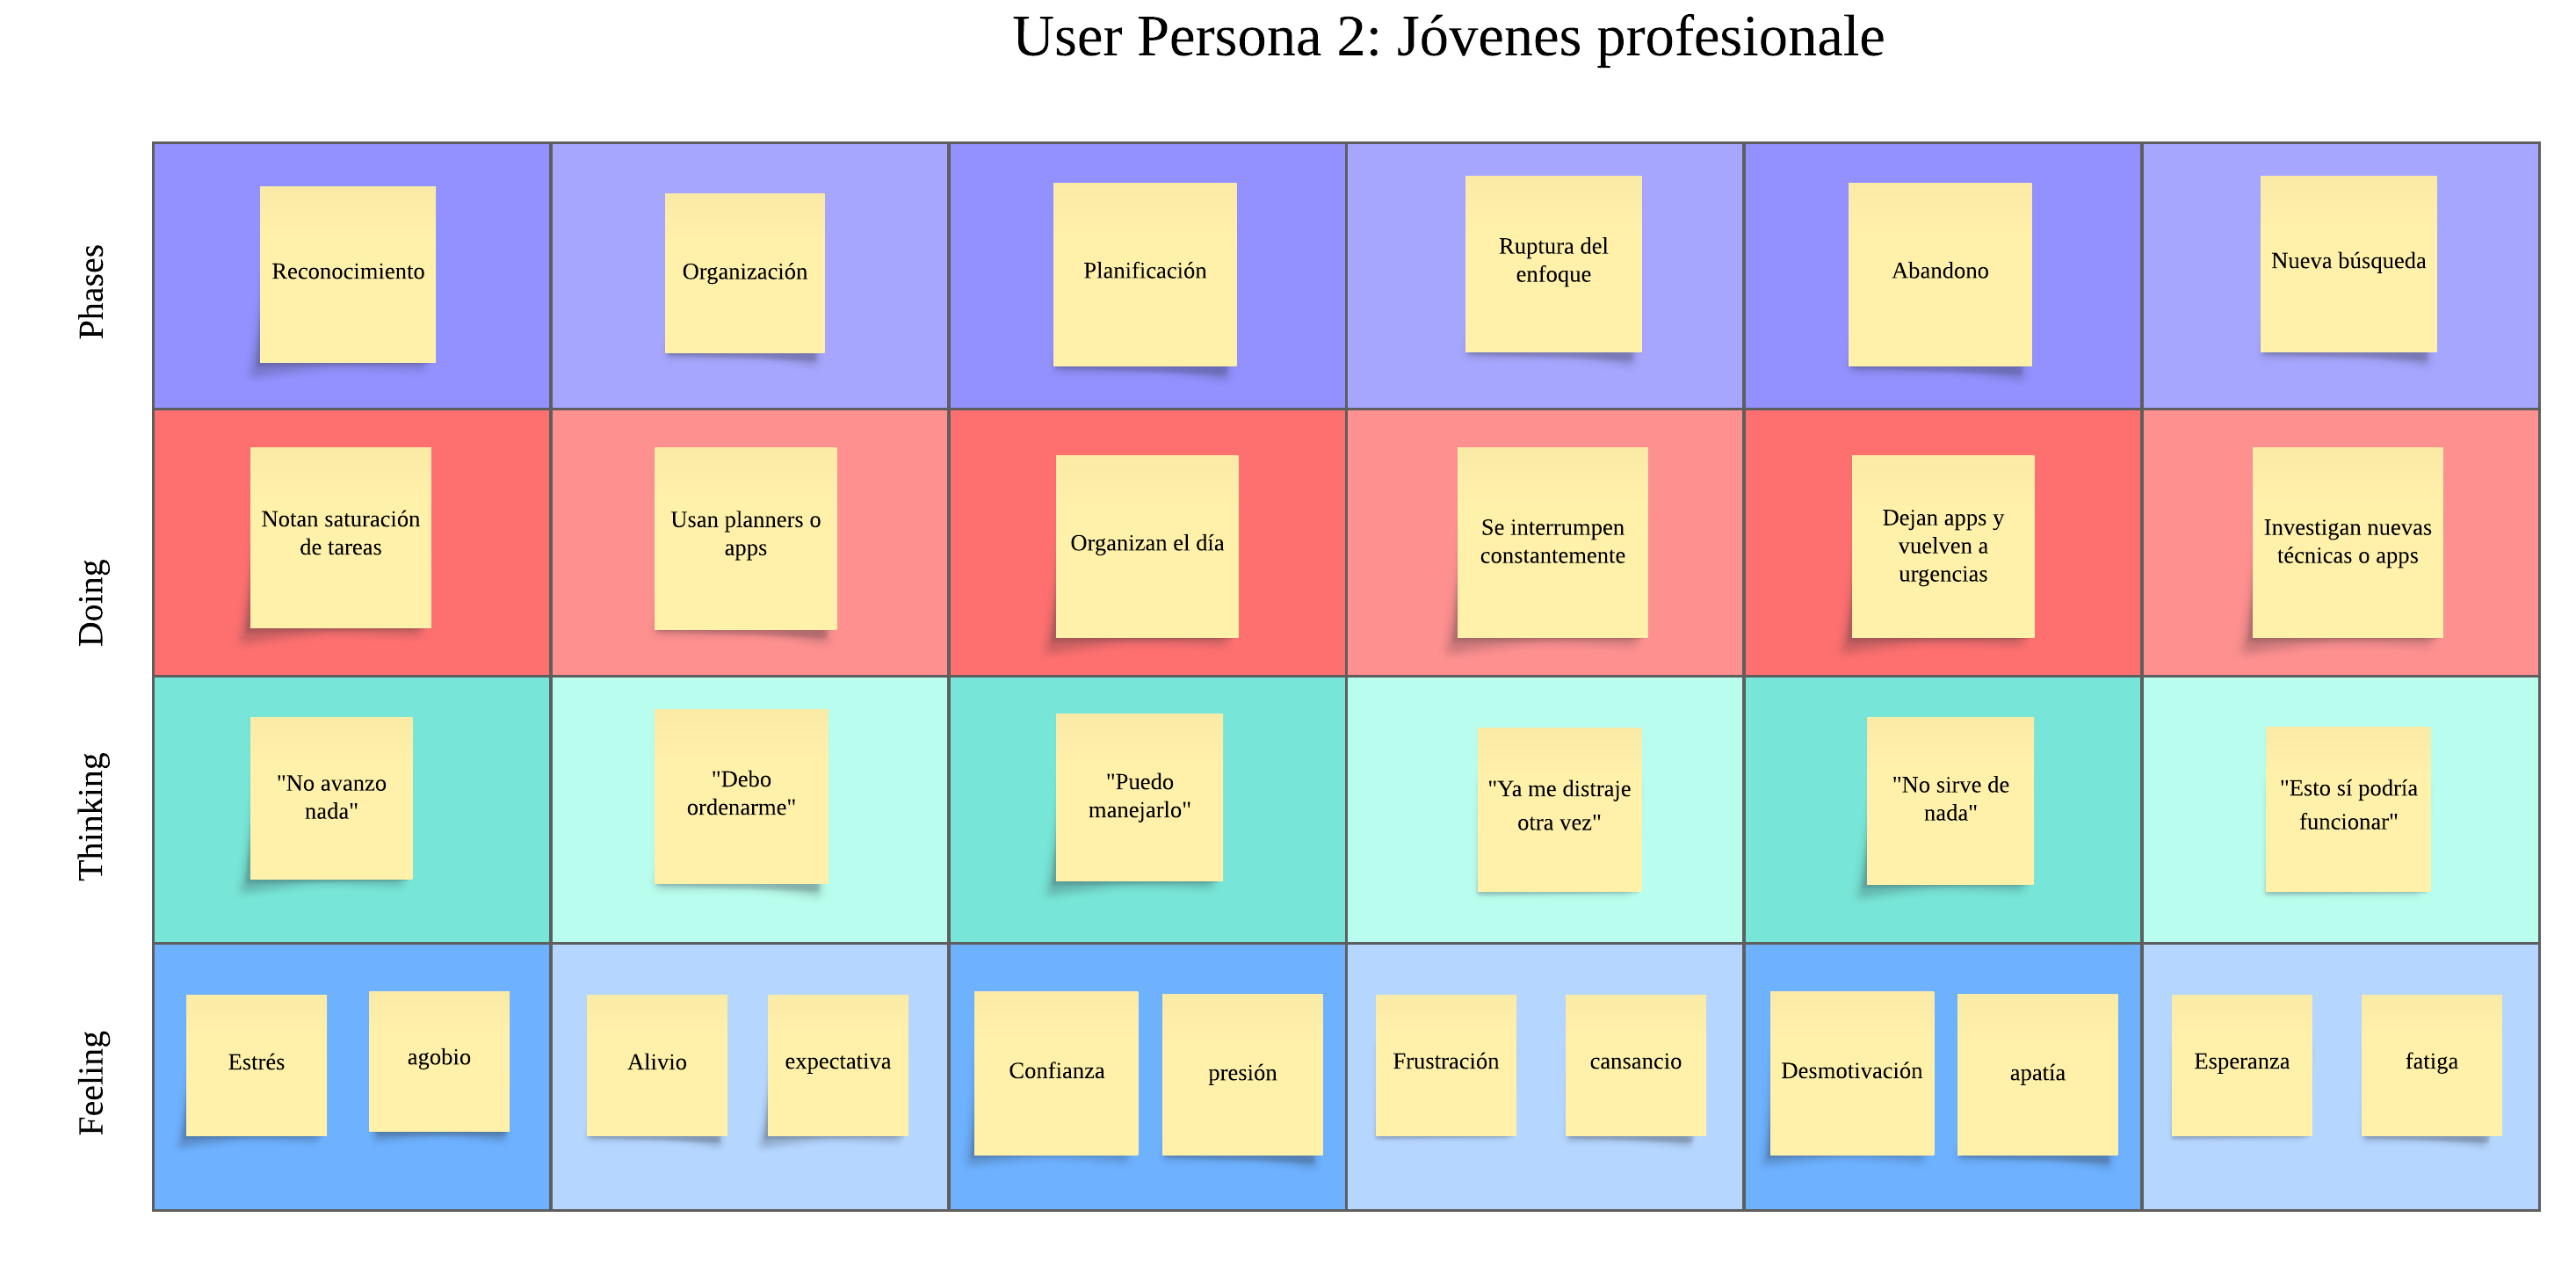 User Persona 2: Jóvenes profesionale
Phases
Reconocimiento
Organización
Planificación
Ruptura del
enfoque
Abandono
Nueva búsqueda
Doing
Notan saturación
de tareas
Usan planners o
apps
Organizan el día
Se interrumpen
constantemente
Dejan apps y
vuelven a
urgencias
Investigan nuevas
técnicas o apps
Thinking
"No avanzo
nada"
"Debo
ordenarme"
"Puedo
manejarlo"
"Ya me distraje
otra vez"
"No sirve de
nada"
"Esto sí podría
funcionar"
Feeling
Estrés
agobio
Alivio
expectativa
Confianza
presión
Frustración
cansancio
Desmotivación
apatía
Esperanza
fatiga